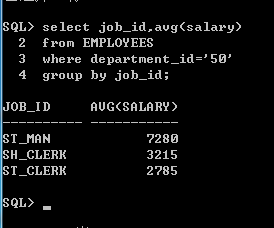 SQL> select job_id,avg(salary)
  2  from EMPLOYEES
  3  where department_id='50'
  4  group by job_id;
JOB_ID     AVG(SALARY)
---------- -----------
ST_MAN            7280
SH_CLERK          3215
ST_CLERK          2785
SQL> _